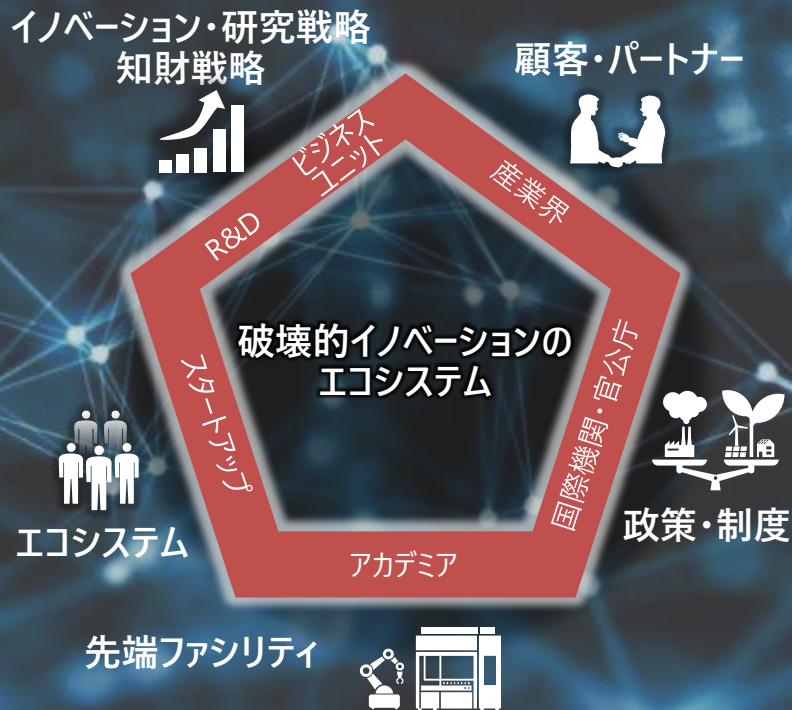 イノベーション・研究戦略
知財戦略
顧客・パートナー
ビジネス
ユニット
R&D
産業界
破壊的イノベーションの
エコシステム
スタートアップ
国際機関・官公庁
エコシステム
政策・制度
アカデミア
先端ファシリティ